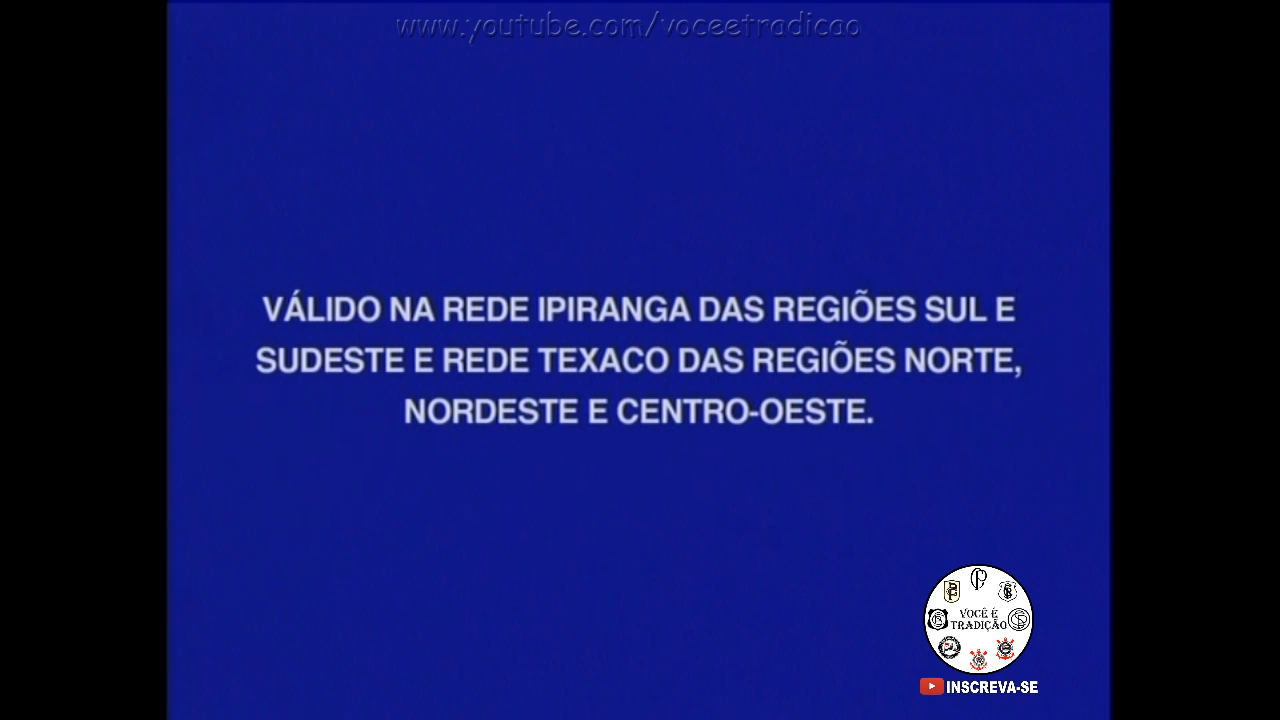 www.youtube.com/voceetradicao
VÁLIDO NA REDE IPIRANGA DAS REGIÕES SUL E
SUDESTE E REDE TEXACO DAS REGIÕES NORTE,
NORDESTE E CENTRO-OESTE.
VOCÊ É
TRADIÇÃO
INSCREVA-SE